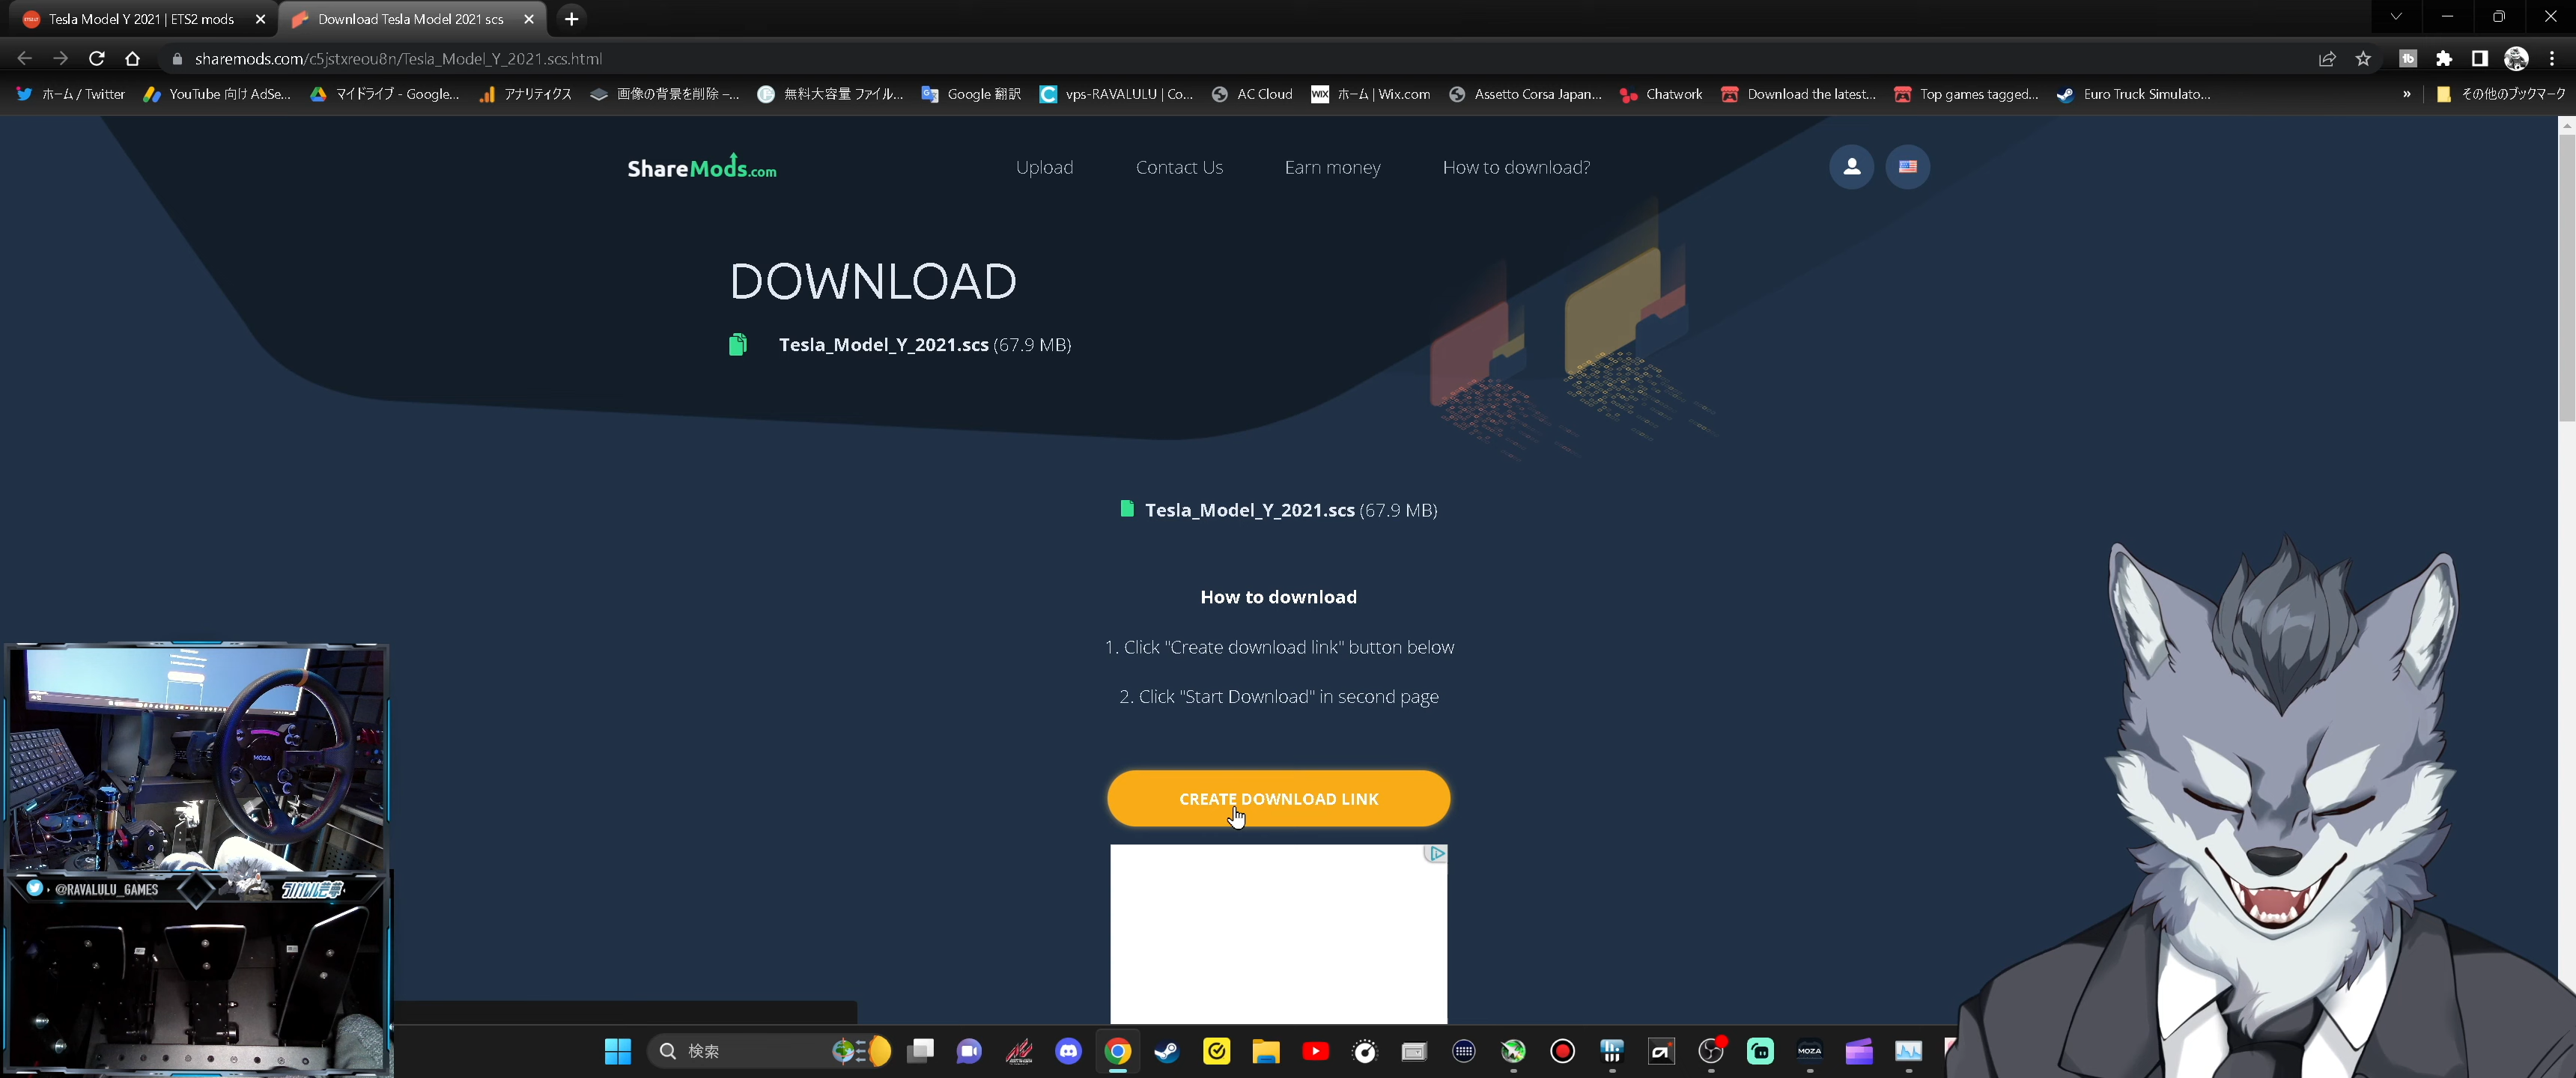 Tesla Model Y 2021 | ETS2 mods
Download Tesla Model 2021 scs
sharemods.com/c5jstxreou8n/Tesla_Model_Y_2021.scs.html
ホーム / Twitter
YouTube 向け AdSe...
マイドライブ - Google...
アナリティクス
画像の背景を削除 –...
無料大容量 ファイル...
Google 翻訳
vps-RAVALULU | Co...
AC Cloud
WIX
ホーム | Wix.com
Assetto Corsa Japan...
Chatwork
Download the latest...
Top games tagged...
Euro Truck Simulato...
»
その他のブックマーク
ShareMods.com
Upload
Contact Us
Earn money
How to download?
DOWNLOAD
Tesla_Model_Y_2021.scs (67.9 MB)
Tesla_Model_Y_2021.scs (67.9 MB)
How to download
1. Click "Create download link" button below
2. Click "Start Download" in second page
CREATE DOWNLOAD LINK
MOZA
@RAVALULU_GAMES
検索
MOZA